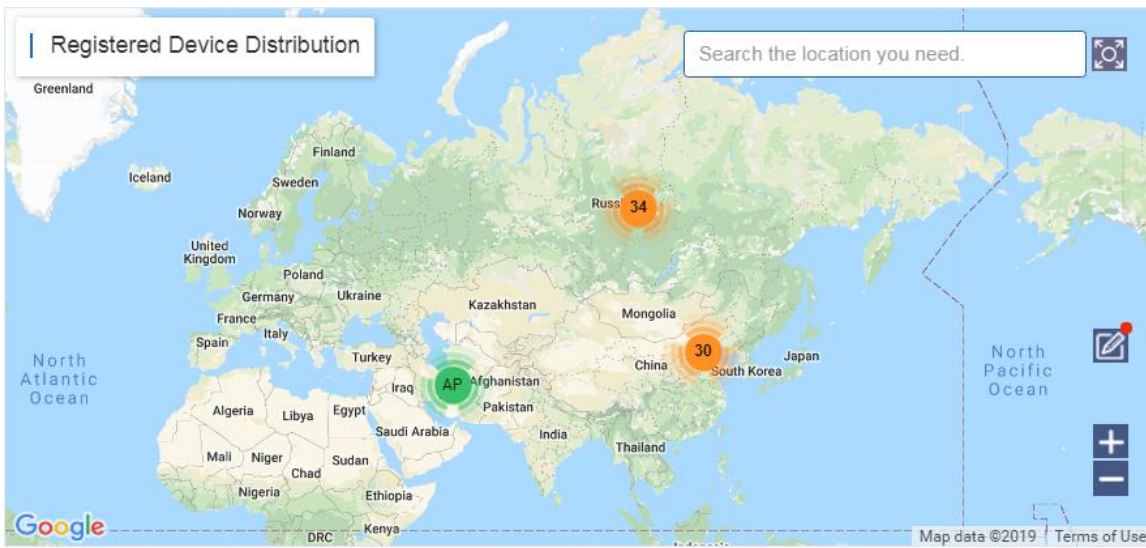 Registered Device Distribution
Search the location you need.
Greenland
Iceland
Finland
Sweden
Norway
Russ
34
United
Kingdom
Poland
Germany
Ukraine
France
Kazakhstan
Mongolia
Spain
Italy
Turkey
30
China
Japan
South Korea
North
Atlantic
Ocean
North
Pacific
Ocean
Iraq
AP
Afghanistan
Pakistan
Algeria
Libya
Egypt
Saudi Arabia
India
Thailand
Mali
Niger
Chad
Sudan
Nigeria
Ethiopia
Google
DRC
Kenya
Map data ©2019
Terms of Use